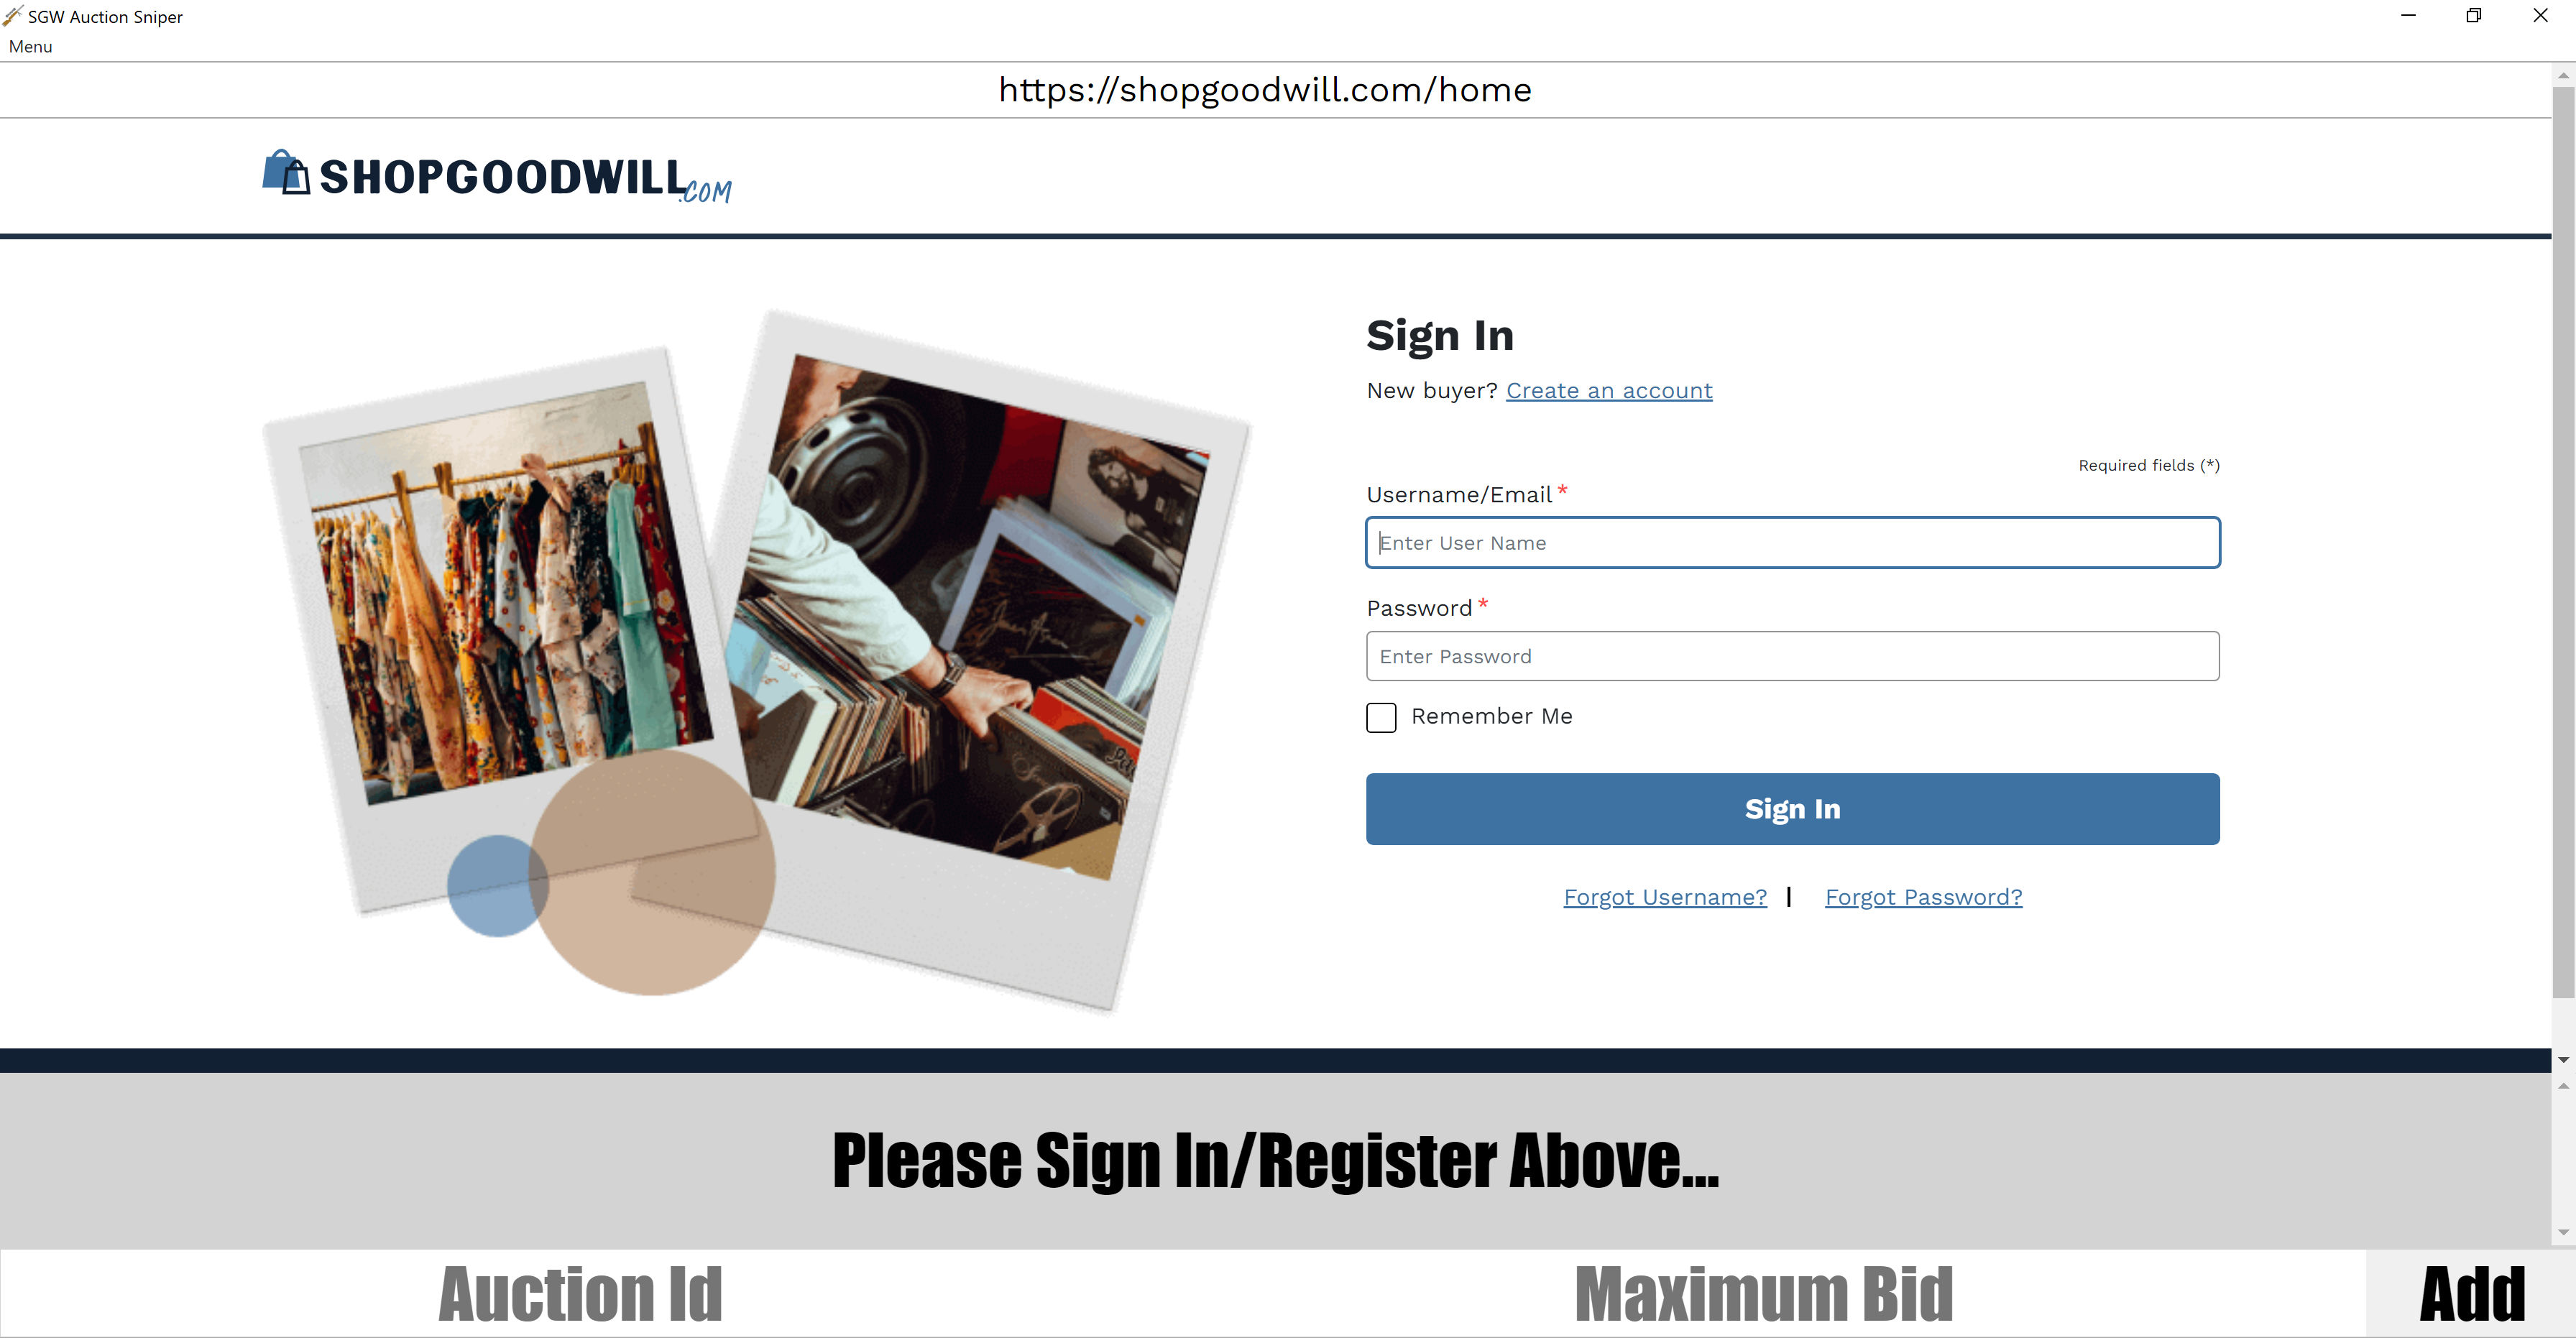 SGW Auction Sniper
Menu
https://shopgoodwill.com/home
SHOPGOODWILL.COM
Sign In
New buyer? Create an account
Required fields (*)
Username/Email *
Enter User Name
Password *
Enter Password
Remember Me
Sign In
Forgot Username? | Forgot Password?
Please Sign In/Register Above...
Auction Id
Maximum Bid
Add